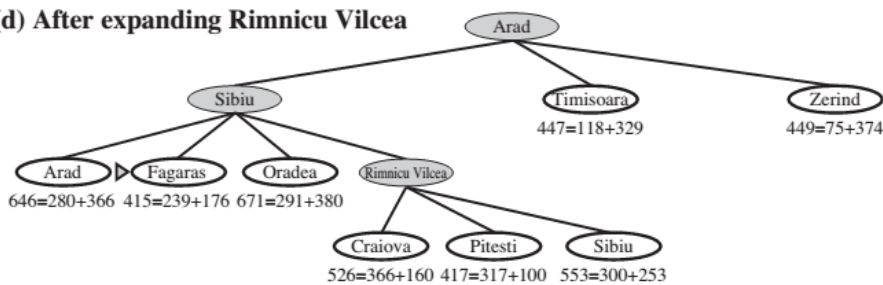 (d) After expanding Rimnicu Vilcea
Arad
Sibiu
Timisoara
Zerind
447=118+329
449=75+374
Arad
Fagaras
Oradea
Rimnicu Vilcea
646=280+366 415=239+176 671=291+380
Craiova
Pitesti
Sibiu
526=366+160 417=317+100 553=300+253